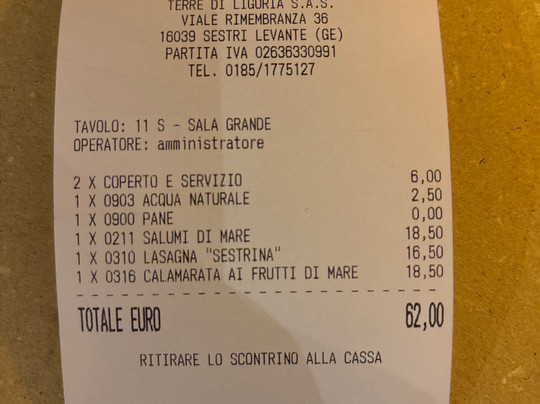 TERRE DI LIGURIA S.A.S.
VIALE RIMEMBRANZA 36
16039 SESTRI LEVANTE (GE)
PARTITA IVA 02636330991
TEL. 0185/1775127
TAVOLO: 11 S - SALA GRANDE
OPERATORE: amministratore
2 X COPERTO E SERVIZIO 6,00
1 X 0903 ACQUA NATURALE 2,50
1 X 0900 PANE 0,00
1 X 0211 SALUMI DI MARE 18,50
1 X 0310 LASAGNA "SESTRINA" 16,50
1 X 0316 CALAMARATA AI FRUTTI DI MARE 18,50
TOTALE EURO 62,00
RITIRARE LO SCONTRINO ALLA CASSA